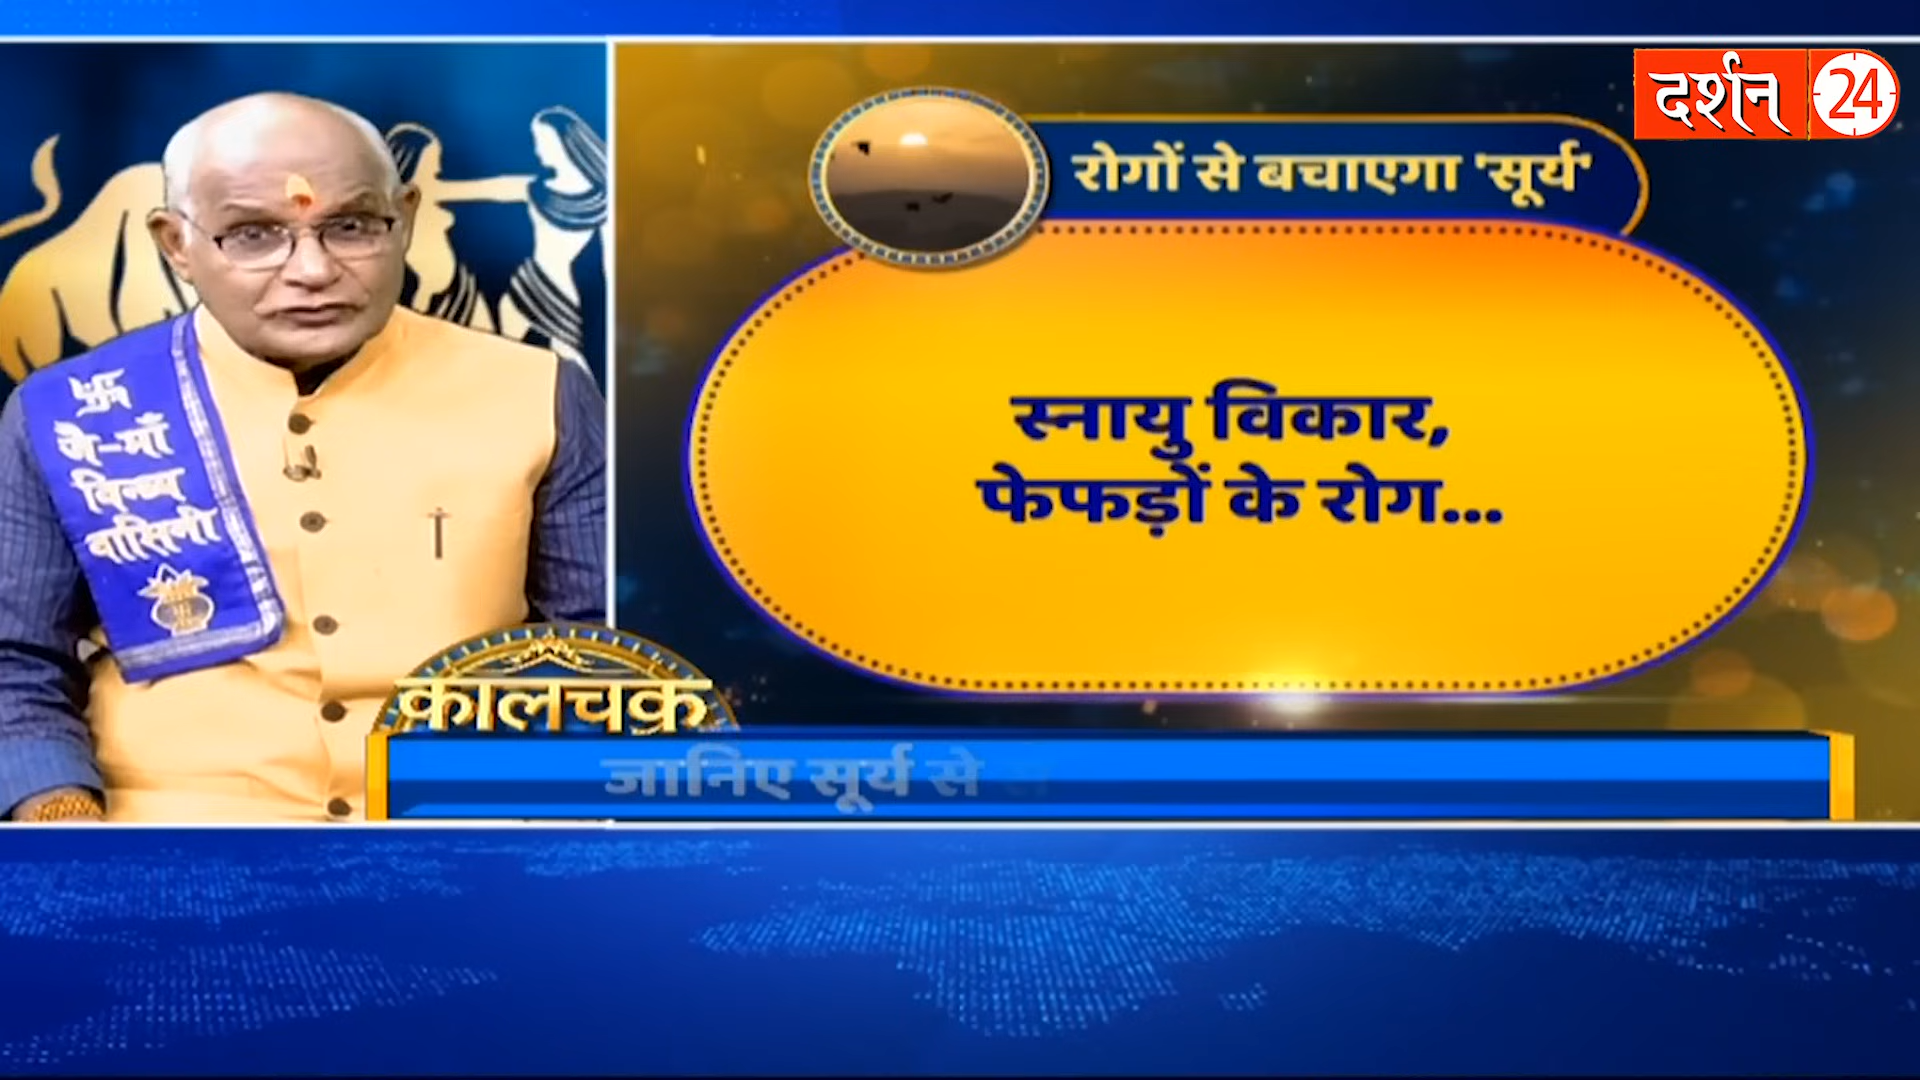 दर्शन 24
रोगों से बचाएगा 'सूर्य'
स्नायु विकार,
फेफड़ों के रोग...
जै-माँ
विन्ध्य
वासिनी
कालचक्र
जानिए सूर्य से